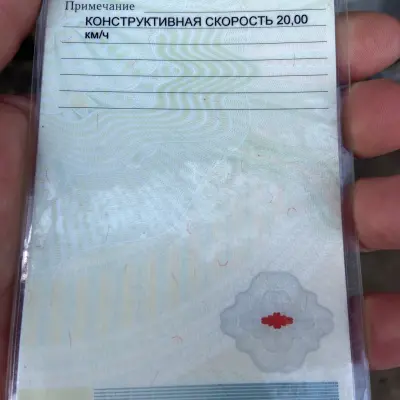 Примечание
КОНСТРУКТИВНАЯ СКОРОСТЬ 20,00
км/ч